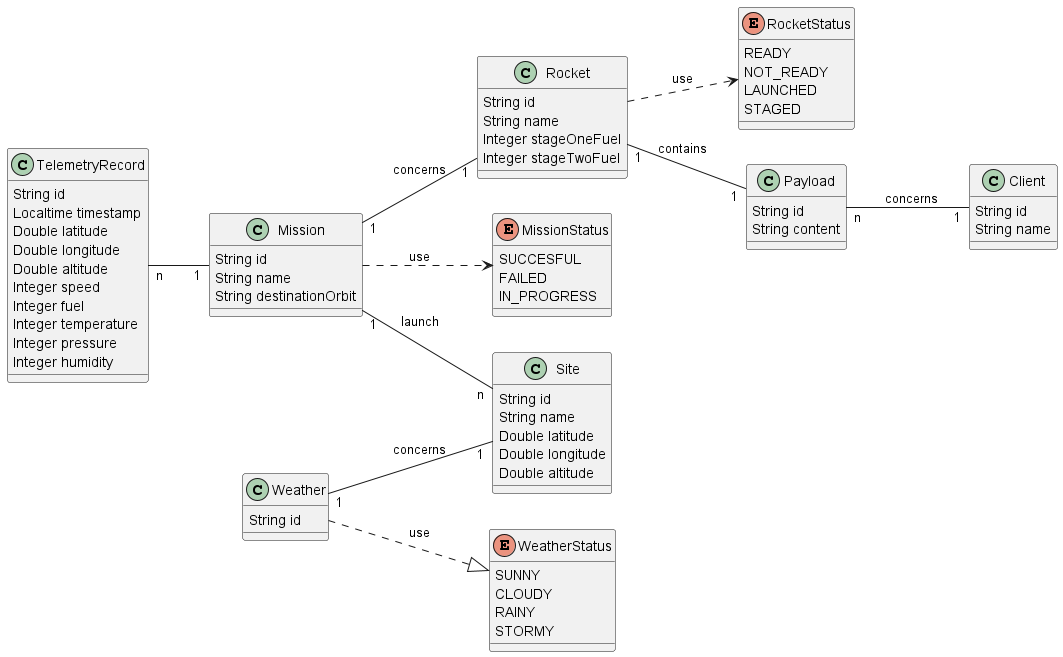 E RocketStatus
READY
NOT_READY
LAUNCHED
STAGED
C Rocket
String id
String name
Integer stageOneFuel
Integer stageTwoFuel
use
contains
1
1
C Payload
String id
String content
concerns
n
1
C Client
String id
String name
C TelemetryRecord
String id
Localtime timestamp
Double latitude
Double longitude
Double altitude
Integer speed
Integer fuel
Integer temperature
Integer pressure
Integer humidity
n
1
C Mission
String id
String name
String destinationOrbit
concerns
1
1
use
E MissionStatus
SUCCESFUL
FAILED
IN_PROGRESS
launch
1
n
C Site
String id
String name
Double latitude
Double longitude
Double altitude
concerns
1
1
C Weather
String id
use
E WeatherStatus
SUNNY
CLOUDY
RAINY
STORMY